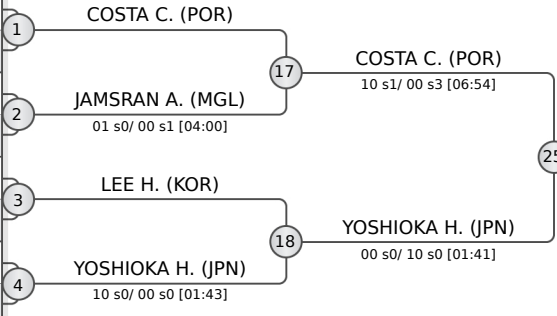 COSTA C. (POR)
1
17
COSTA C. (POR)
10 s1/ 00 s3 [06:54]
JAMSRAN A. (MGL)
2
01 s0/ 00 s1 [04:00]
25
LEE H. (KOR)
3
18
YOSHIOKA H. (JPN)
00 s0/ 10 s0 [01:41]
YOSHIOKA H. (JPN)
4
10 s0/ 00 s0 [01:43]